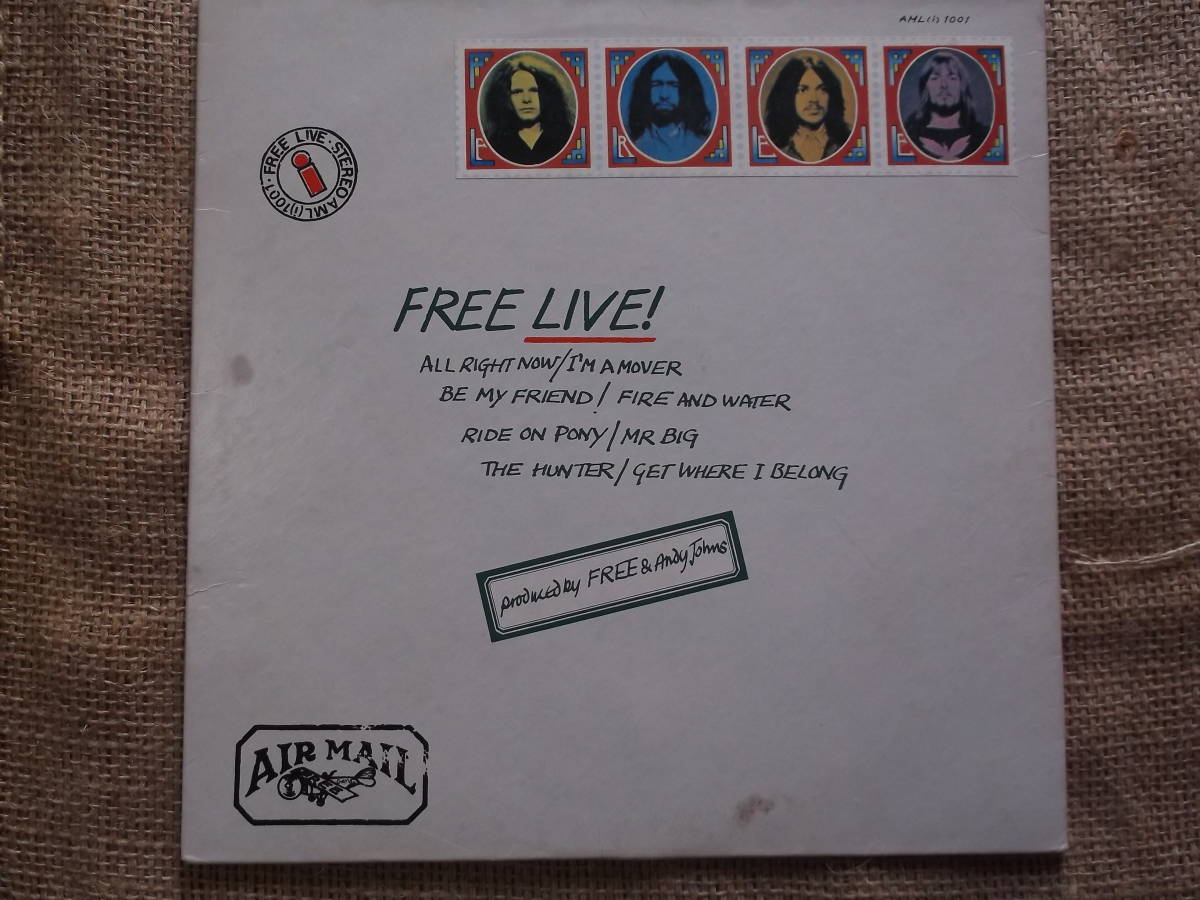 AML(i) 1001
F R E E
FREE LIVE · STEREO AML(i)1001 ·
i
FREE LIVE!
ALL RIGHT NOW/I'M A MOVER
BE MY FRIEND/ FIRE AND WATER
RIDE ON PONY/MR BIG
THE HUNTER/GET WHERE I BELONG
produced by FREE & Andy Johns
AIR MAIL